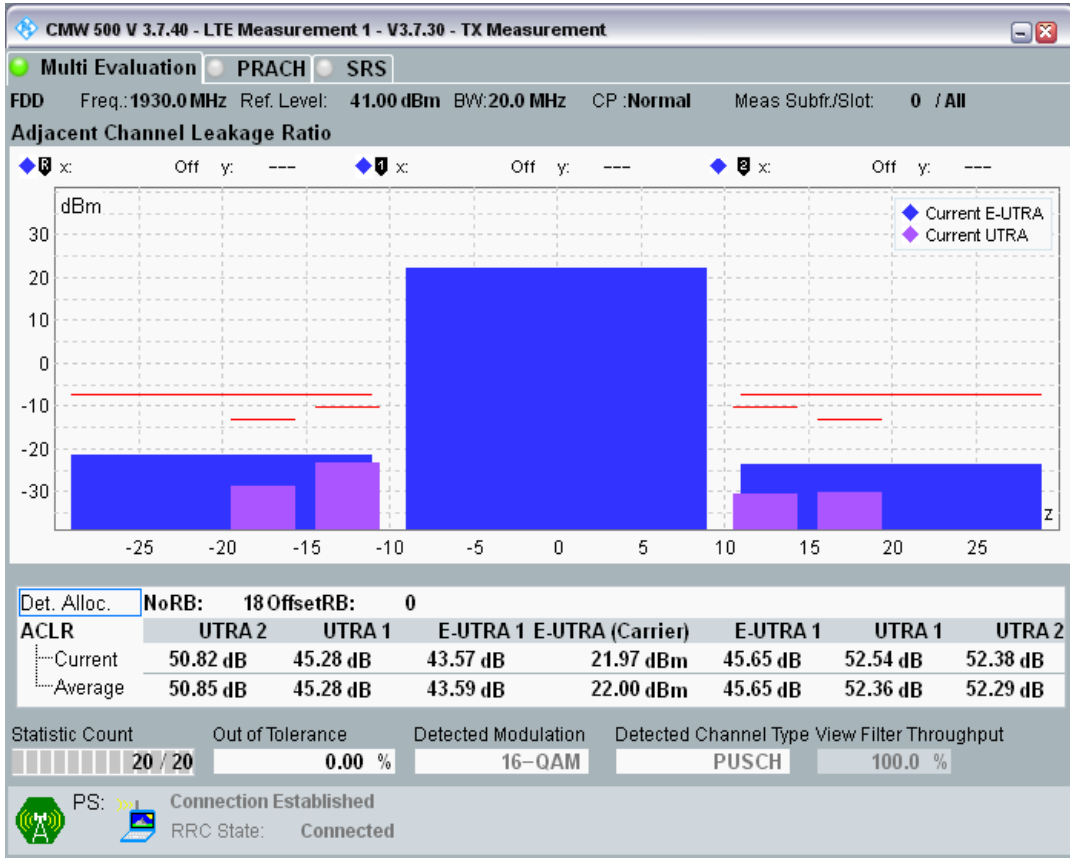 CMW 500 V 3.7.40 - LTE Measurement 1 - V3.7.30 - TX Measurement
Multi Evaluation PRACH SRS
FDD Freq.: 1930.0 MHz Ref. Level: 41.00 dBm BW: 20.0 MHz CP : Normal Meas Subfr./Slot: 0 / All
Adjacent Channel Leakage Ratio
R x: Off y: --- 1 x: Off y: --- 2 x: Off y: ---
dBm
Current E-UTRA
Current UTRA
30
20
10
0
-10
-20
-30
z
-25 -20 -15 -10 -5 0 5 10 15 20 25
Det. Alloc. NoRB: 18 OffsetRB: 0
ACLR UTRA 2 UTRA 1 E-UTRA 1 E-UTRA (Carrier) E-UTRA 1 UTRA 1 UTRA 2
Current 50.82 dB 45.28 dB 43.57 dB 21.97 dBm 45.65 dB 52.54 dB 52.38 dB
Average 50.85 dB 45.28 dB 43.59 dB 22.00 dBm 45.65 dB 52.36 dB 52.29 dB
Statistic Count Out of Tolerance Detected Modulation Detected Channel Type View Filter Throughput
20 / 20 0.00 % 16-QAM PUSCH 100.0 %
PS: Connection Established
RRC State: Connected